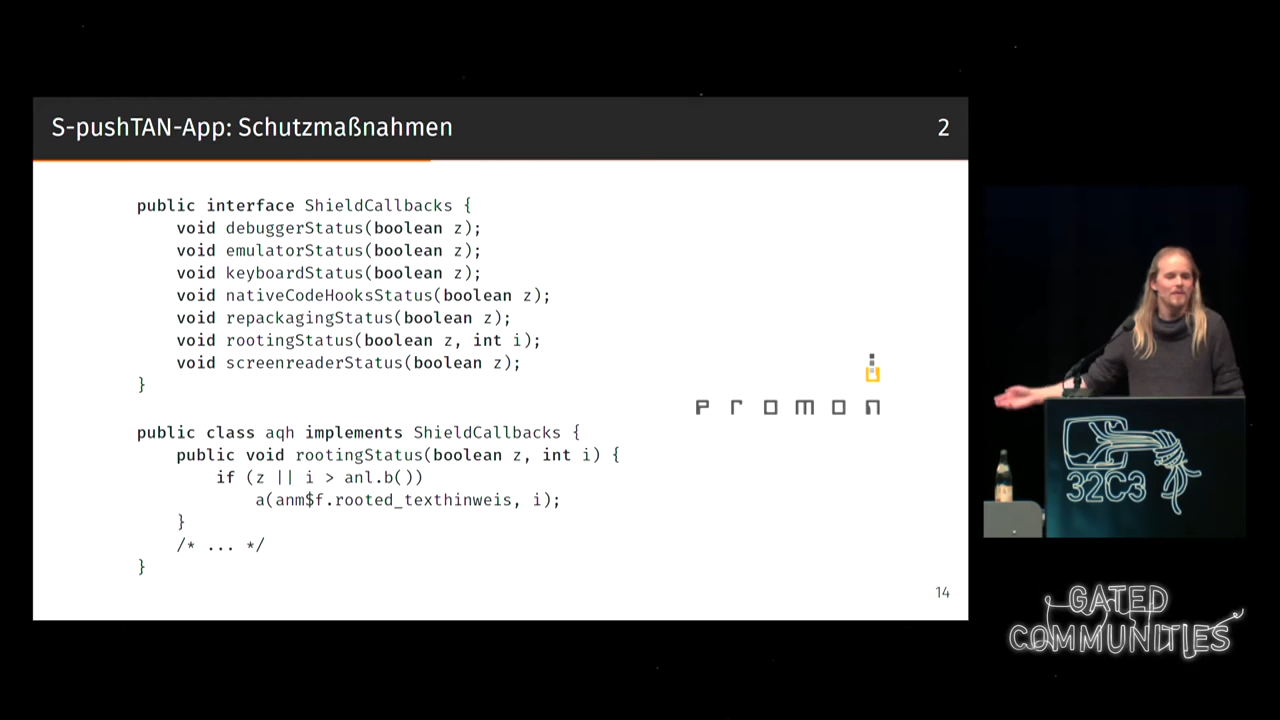 S-pushTAN-App: Schutzmaßnahmen 2
public interface ShieldCallbacks {
void debuggerStatus(boolean z);
void emulatorStatus(boolean z);
void keyboardStatus(boolean z);
void nativeCodeHooksStatus(boolean z);
void repackagingStatus(boolean z);
void rootingStatus(boolean z, int i);
void screenreaderStatus(boolean z);
}
promon
public class aqh implements ShieldCallbacks {
public void rootingStatus(boolean z, int i) {
if (z || i > anl.b())
a(anm$f.rooted_texthinweis, i);
}
/* ... */
}
14
32C3
GATED
COMMUNITIES